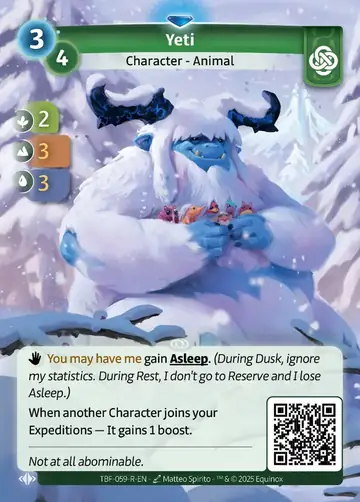 3
4
Yeti
Character - Animal
2
3
3
You may have me gain Asleep. (During Dusk, ignore
my statistics. During Rest, I don't go to Reserve and I lose
Asleep.)
When another Character joins your
Expeditions — It gains 1 boost.
Not at all abominable.
TBF-059-R-EN - Matteo Spirito - ™ & © 2025 Equinox